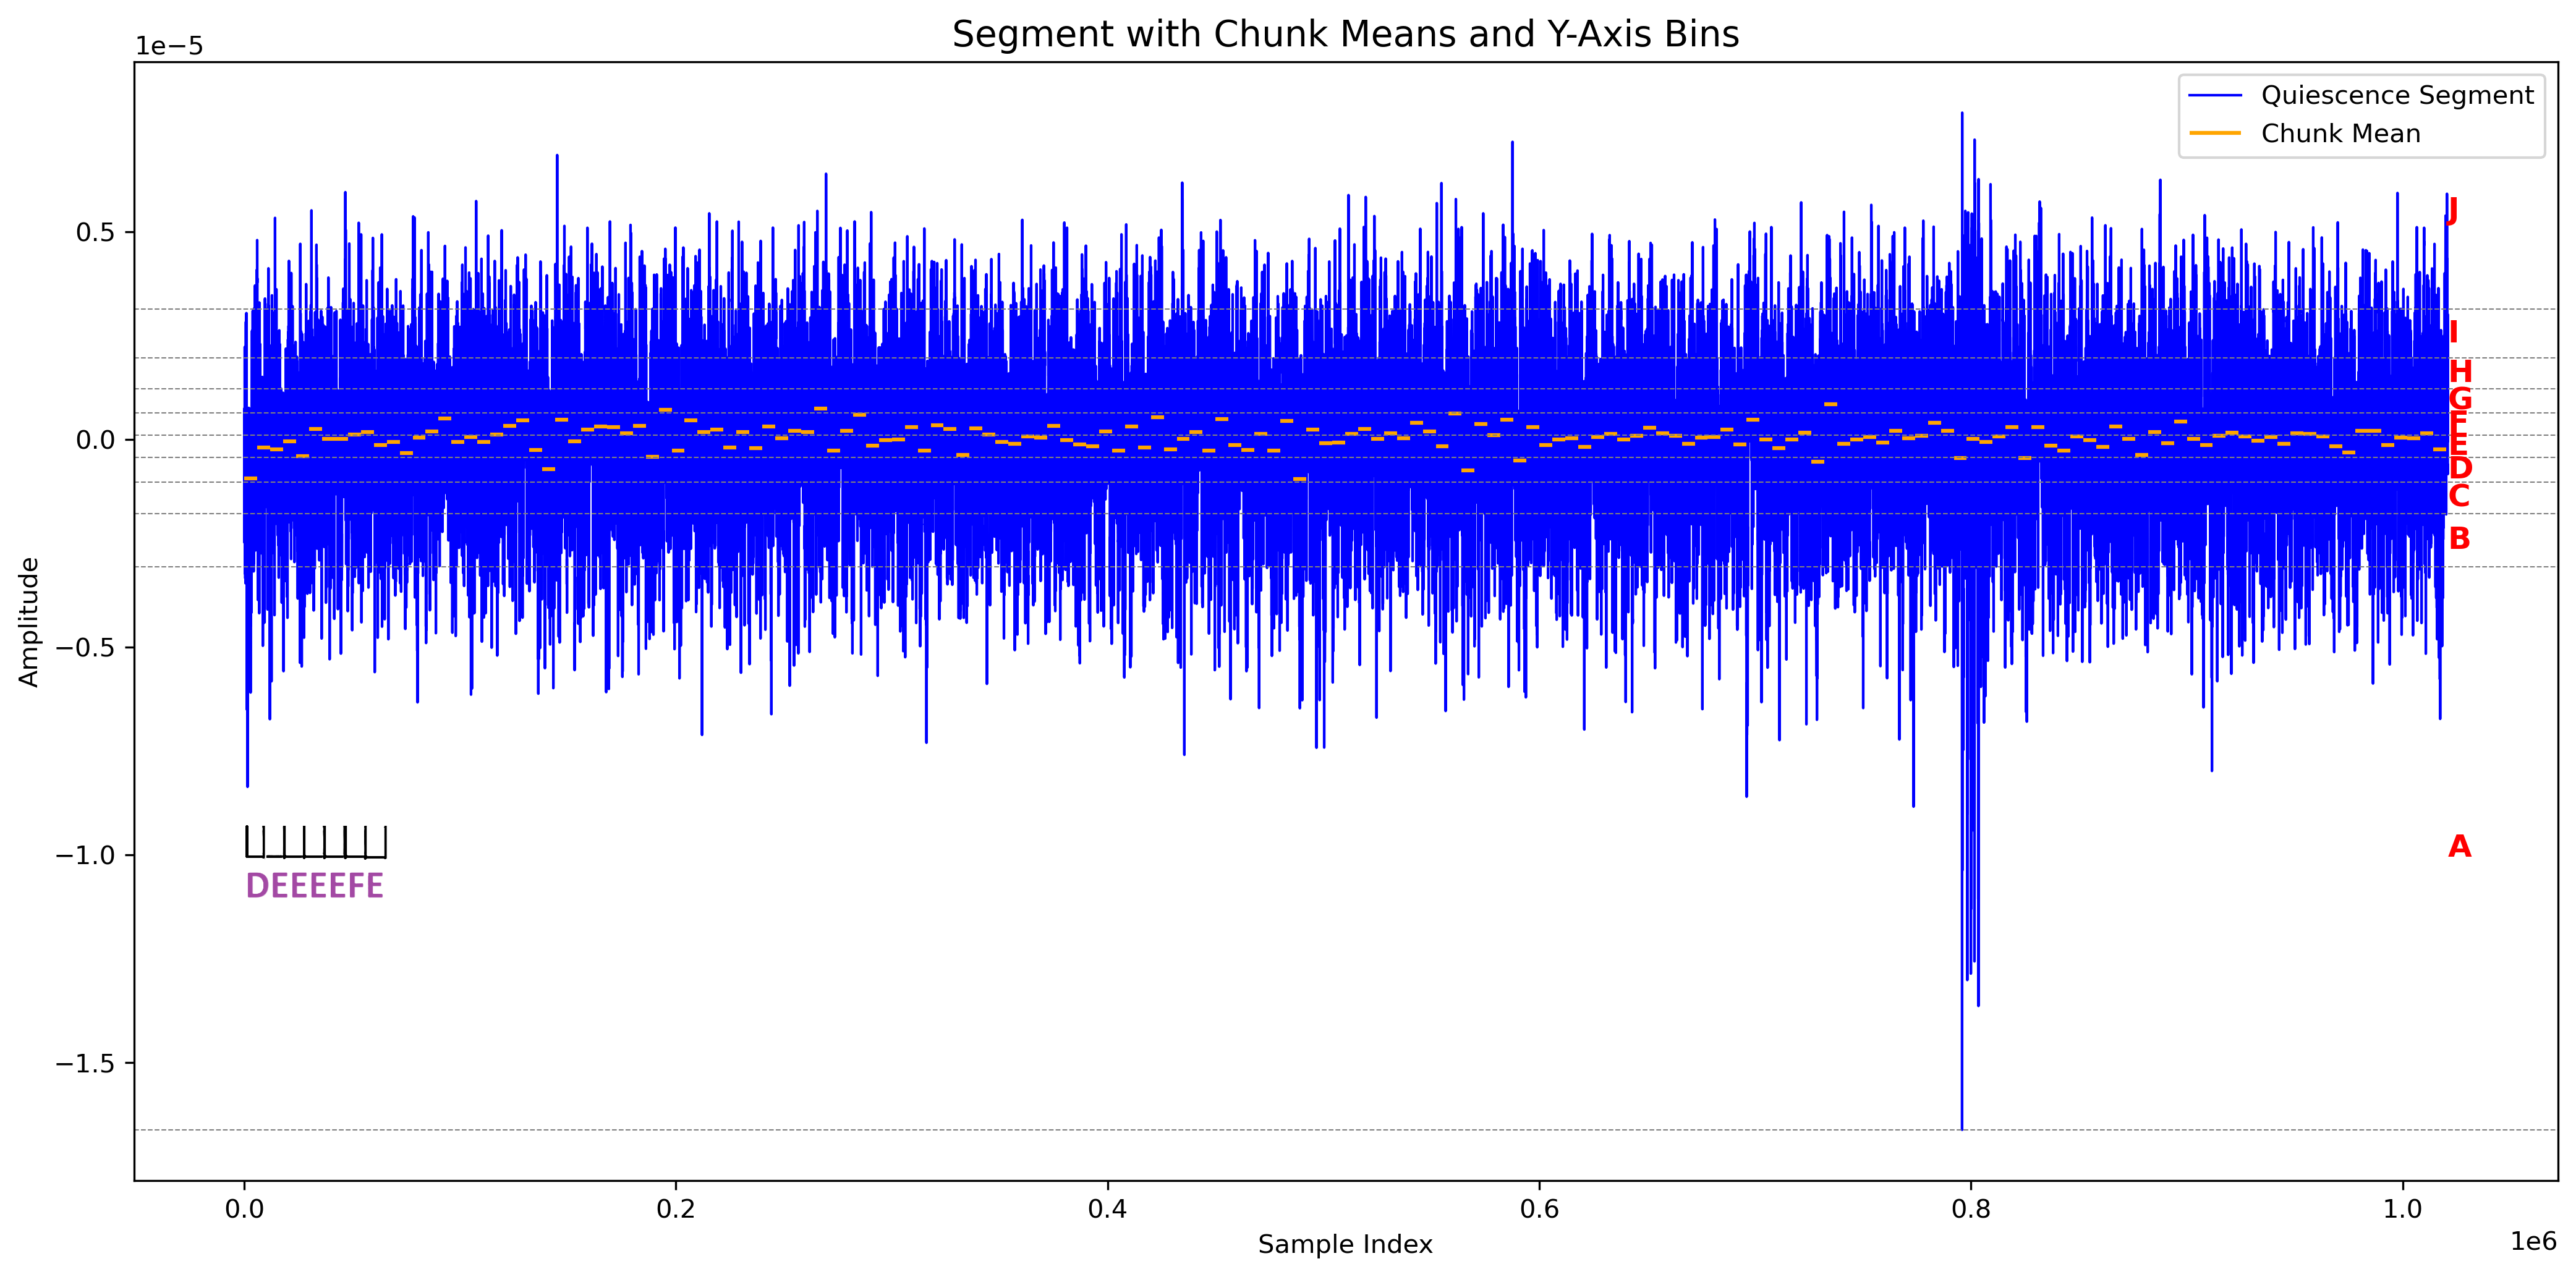 Segment with Chunk Means and Y-Axis Bins
1e−5
Quiescence Segment
Chunk Mean
0.5
0.0
−0.5
−1.0
−1.5
Amplitude
J
I
H
G
F
E
D
C
B
A
DEEEEFE
0.0
0.2
0.4
0.6
0.8
1.0
1e6
Sample Index